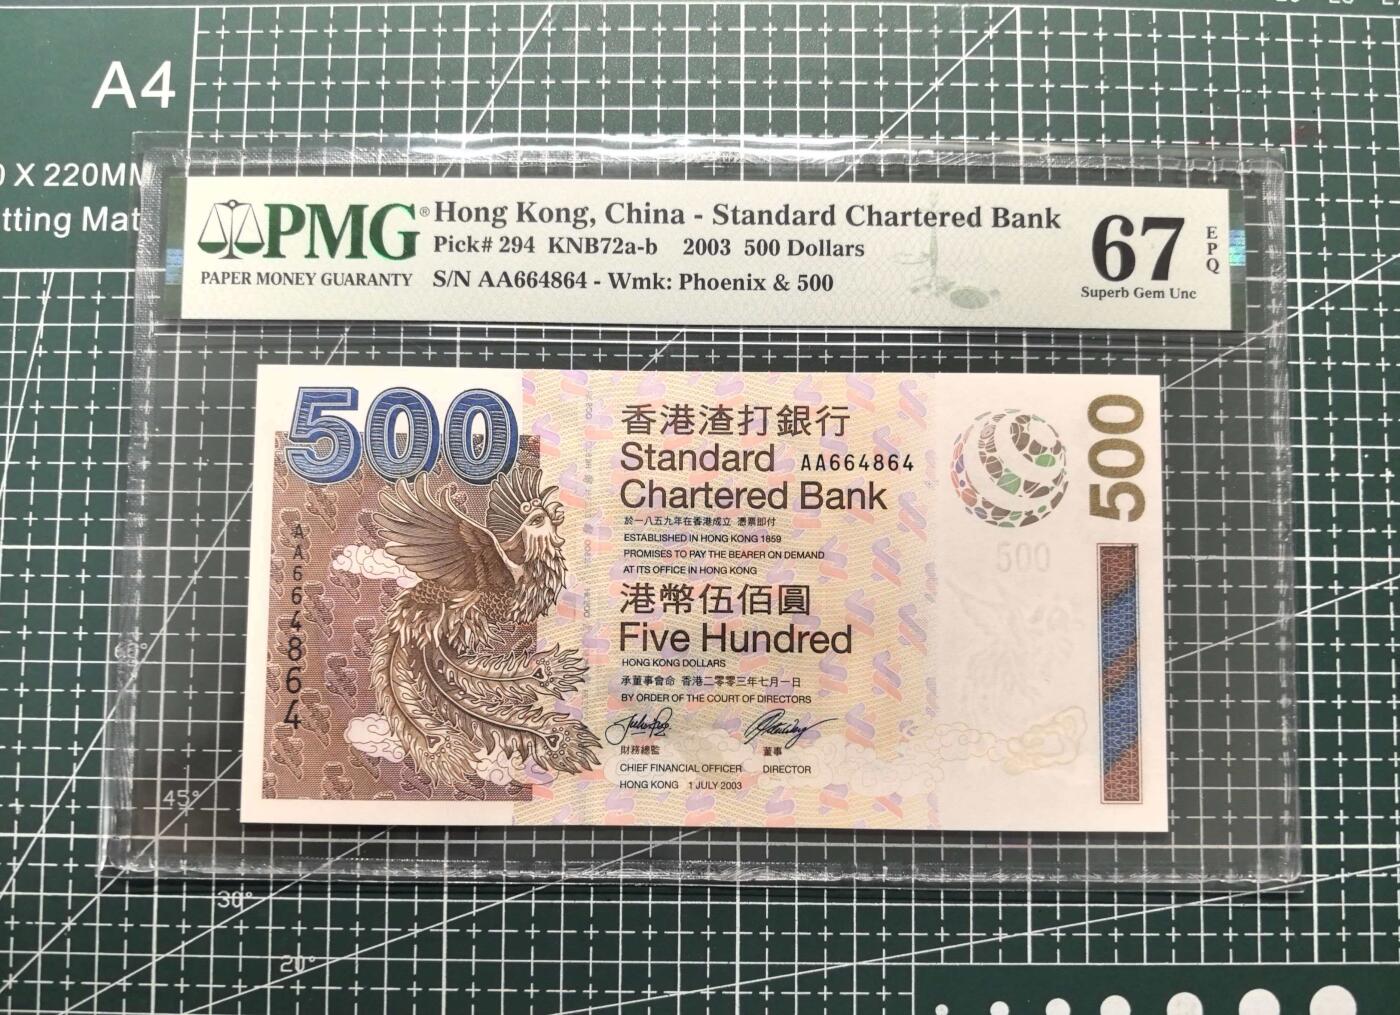 A4
0 X 220MM
tting Mat
PMG®
PAPER MONEY GUARANTY
Hong Kong, China - Standard Chartered Bank
Pick# 294 KNB72a-b 2003 500 Dollars
S/N AA664864 - Wmk: Phoenix & 500
67
EPQ
Superb Gem Unc
500
香港渣打銀行
Standard
Chartered Bank
AA664864
於一八五九年在香港成立 憑票即付
ESTABLISHED IN HONG KONG 1859
PROMISES TO PAY THE BEARER ON DEMAND
AT ITS OFFICE IN HONG KONG
港幣伍佰圓
Five Hundred
HONG KONG DOLLARS
承董事會命 香港二零零三年七月一日
BY ORDER OF THE COURT OF DIRECTORS
財務總監 董事
CHIEF FINANCIAL OFFICER DIRECTOR
HONG KONG 1 JULY 2003
AA664864
500
500
60°
45°
30°
20°